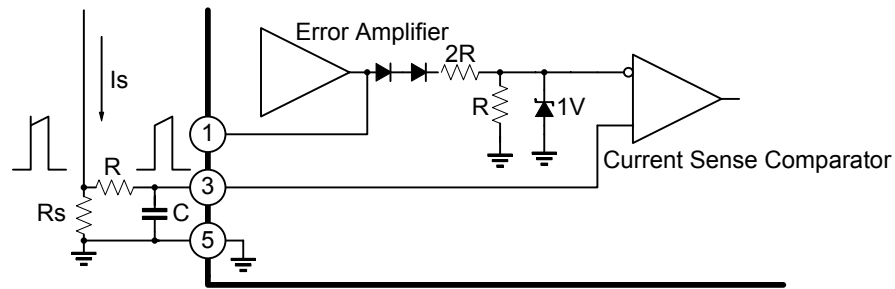 Error Amplifier
2R
Is
R
1V
1
Current Sense Comparator
R
3
Rs
C
5